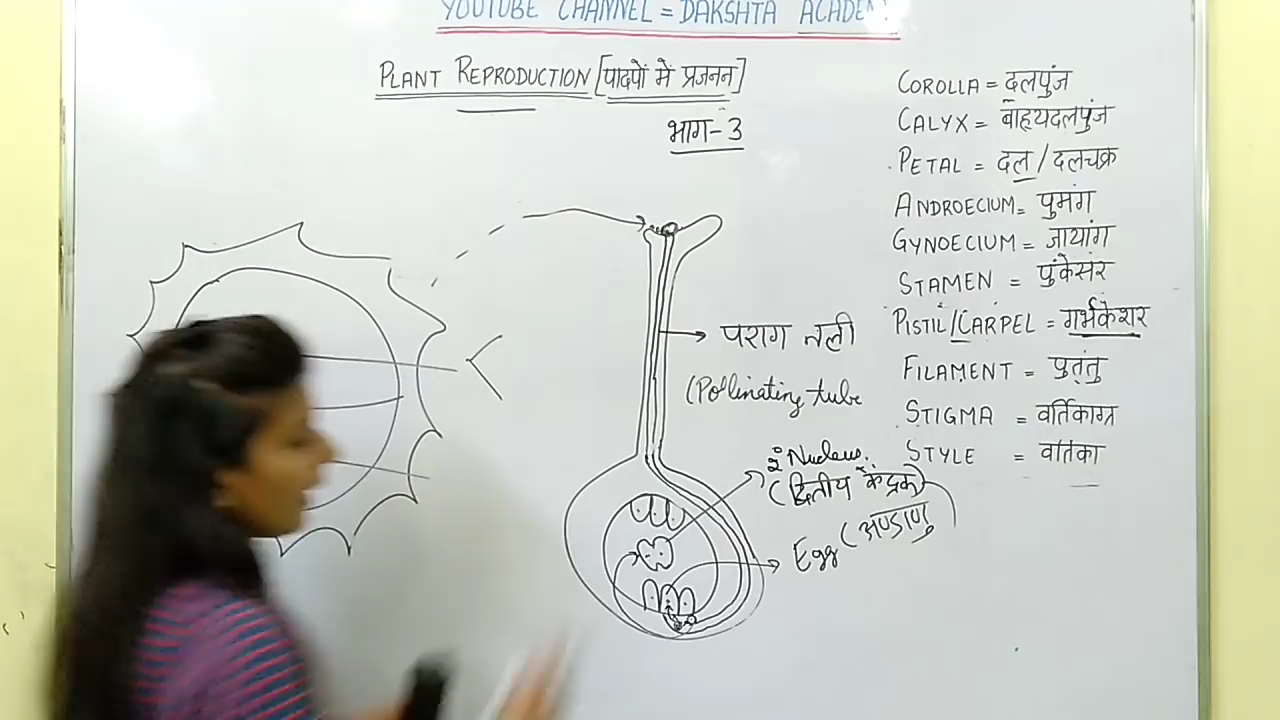 YOUTUBE CHANNEL = DAKSHTA ACADE
PLANT REPRODUCTION [पादपों में प्रजनन]
भाग-3
पराग नली
(Pollinating tube
2° Nucleus.
(द्वितीय केंद्रक)
Egg (अण्डाणु
COROLLA = दलपुंज
CALYX = बाह्यदलपुंज
PETAL = दल / दलचक्र
ANDROECIUM = पुमंग
GYNOECIUM = जायांग
STAMEN = पुंकेसर
PISTIL/CARPEL = गर्भकेशर
FILAMENT = पुतंतु
STIGMA = वर्तिकाग्र
STYLE = वर्तिका